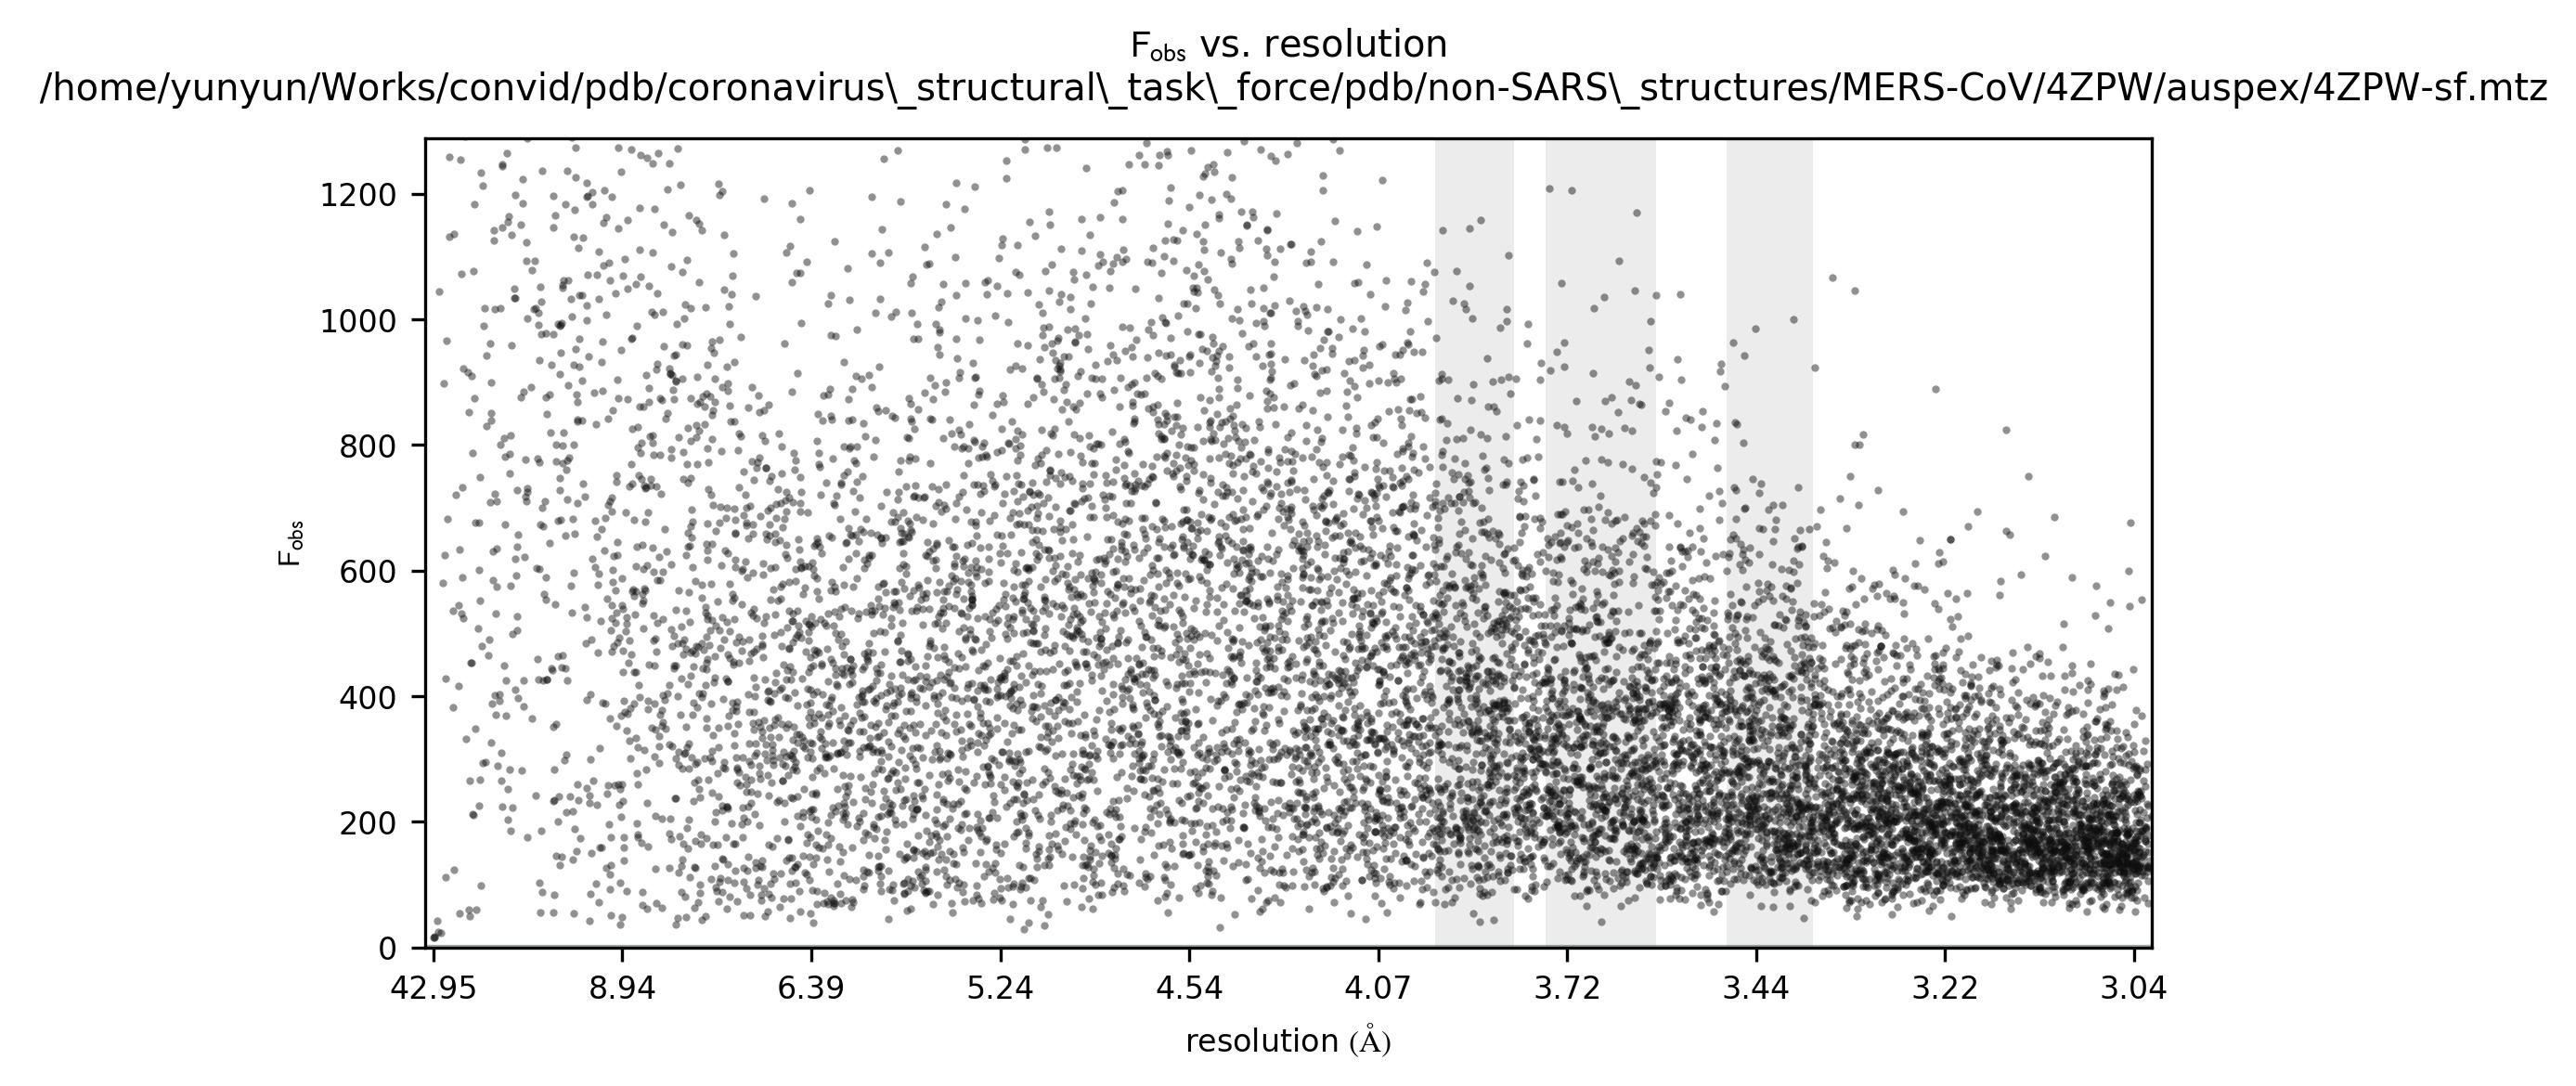 F_obs vs. resolution
/home/yunyun/Works/convid/pdb/coronavirus\_structural\_task\_force/pdb/non-SARS\_structures/MERS-CoV/4ZPW/auspex/4ZPW-sf.mtz
F_obs
1200
1000
800
600
400
200
0
42.95 8.94 6.39 5.24 4.54 4.07 3.72 3.44 3.22 3.04
resolution (Å)